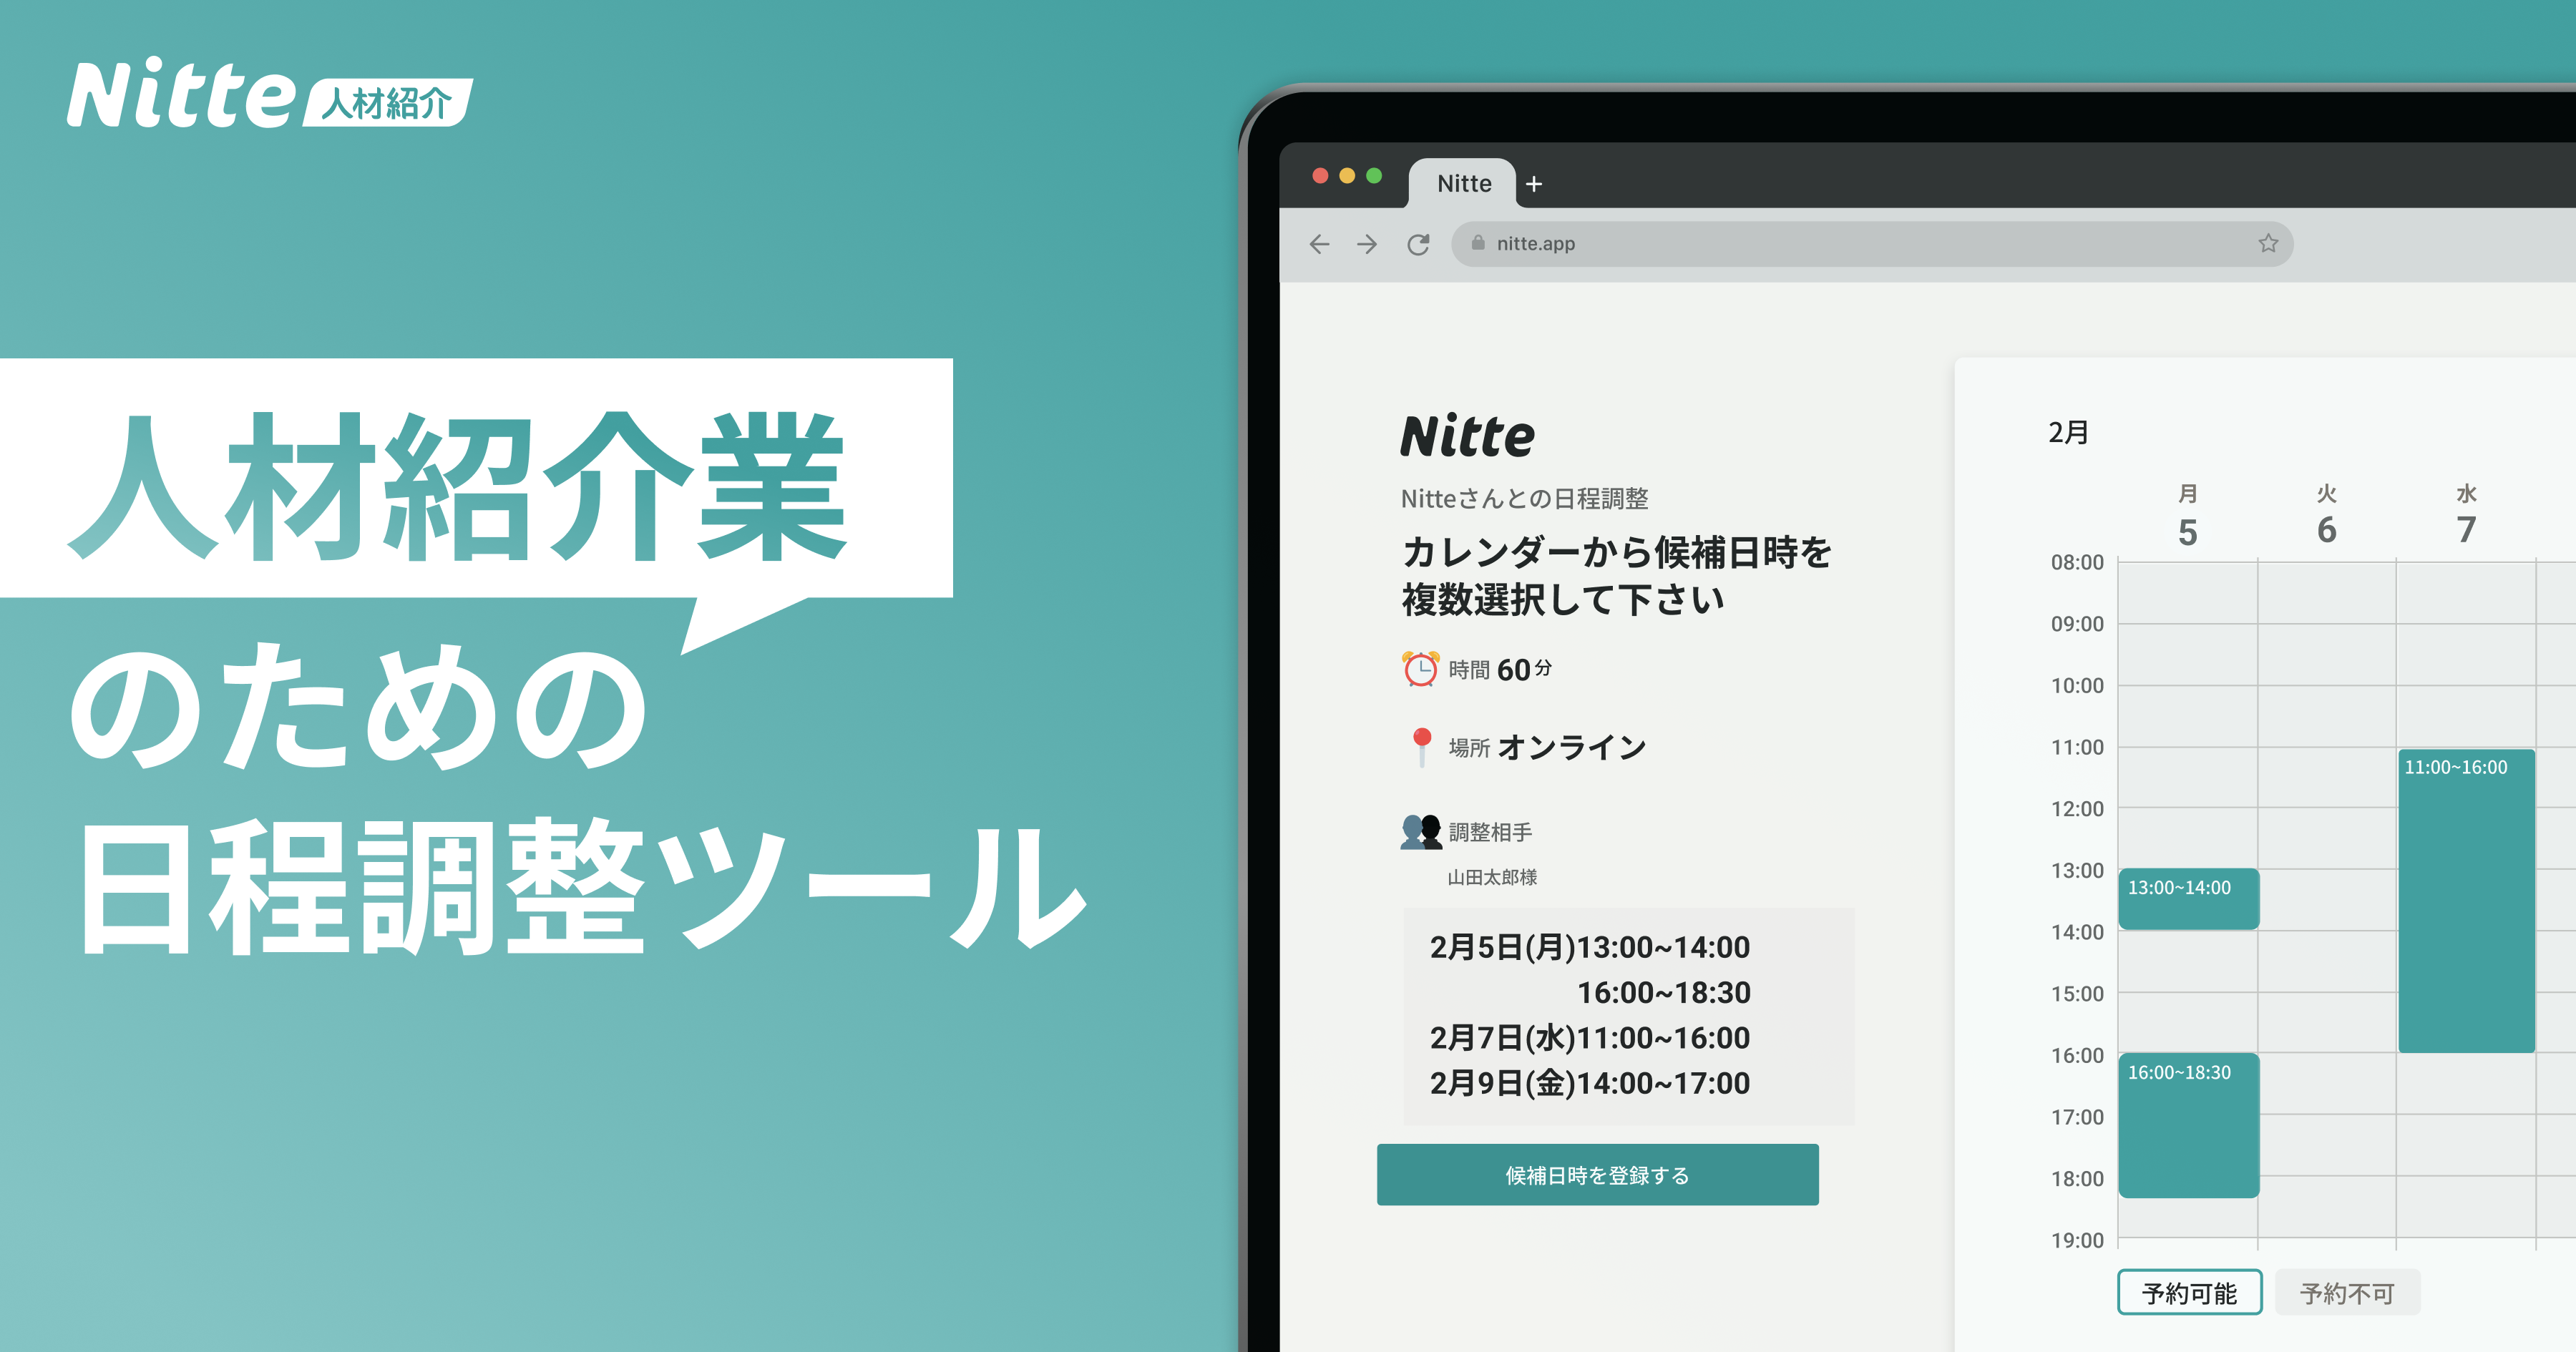 Nitte 人材紹介
人材紹介業
のための
日程調整ツール
Nitte +
nitte.app
Nitte
Nitteさんとの日程調整
カレンダーから候補日時を
複数選択して下さい
時間 60分
場所 オンライン
調整相手
山田太郎様
2月5日(月)13:00~14:00
16:00~18:30
2月7日(水)11:00~16:00
2月9日(金)14:00~17:00
候補日時を登録する
2月
月 火 水
5 6 7
08:00
09:00
10:00
11:00
11:00~16:00
12:00
13:00
13:00~14:00
14:00
15:00
16:00
16:00~18:30
17:00
18:00
19:00
予約可能 予約不可